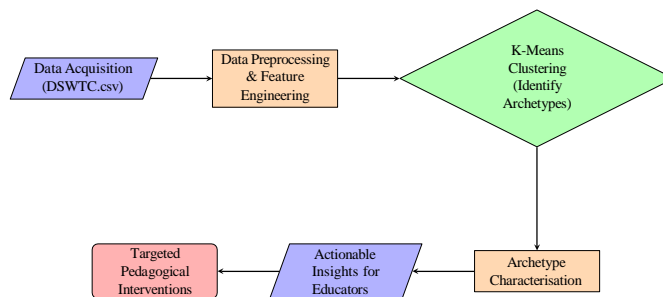 Data Acquisition
(DSWTC.csv)
Data Preprocessing
& Feature
Engineering
K-Means
Clustering
(Identify
Archetypes)
Targeted
Pedagogical
Interventions
Actionable
Insights for
Educators
Archetype
Characterisation